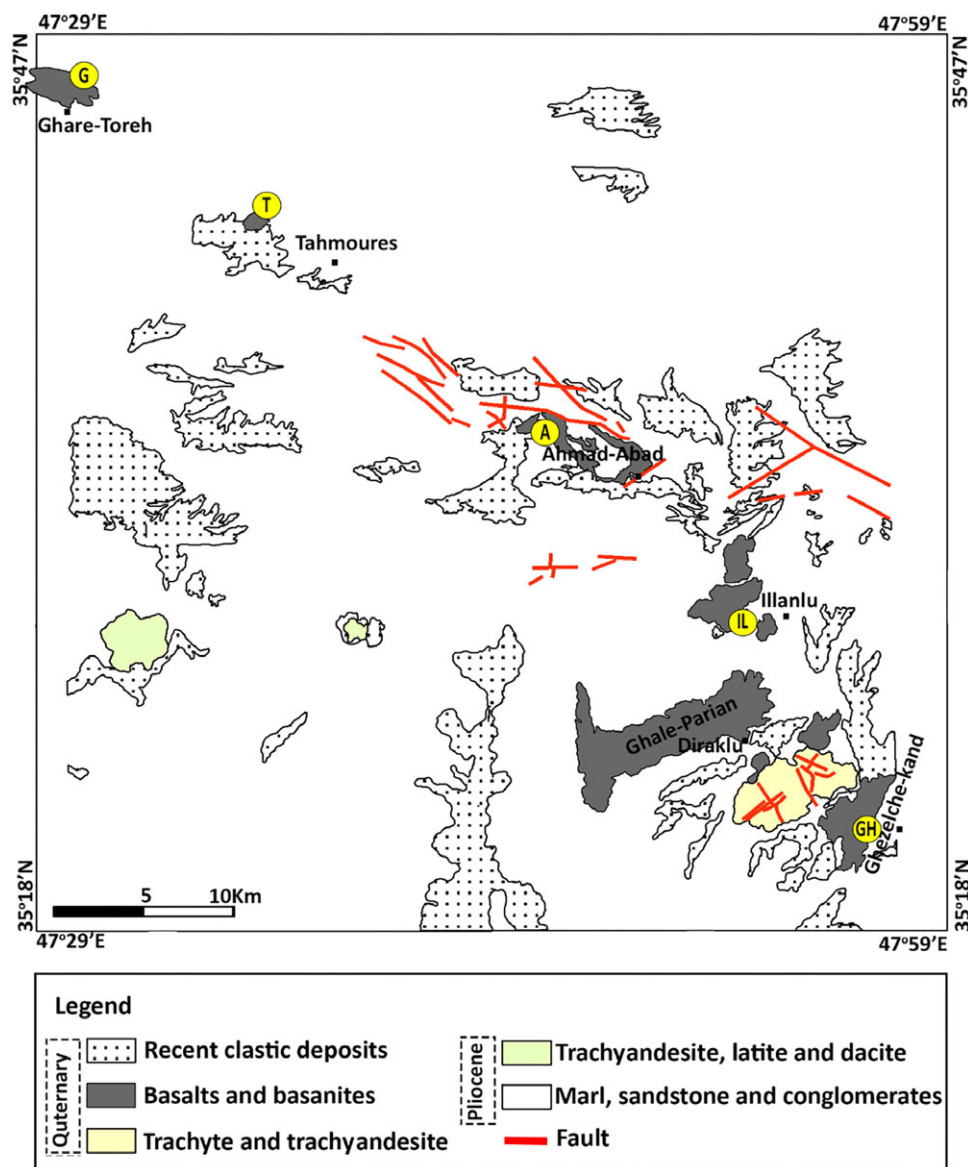 47°29'E
47°59'E
35°47'N
35°47'N
G
Ghare-Toreh
T
Tahmoures
A
Ahmad-Abad
IL
Illanlu
Ghale-Parian
Diraklu
GH
Ghezelche-kand
5
10Km
35°18'N
35°18'N
47°29'E
47°59'E
Legend
Quternary
Recent clastic deposits
Basalts and basanites
Trachyte and trachyandesite
Pliocene
Trachyandesite, latite and dacite
Marl, sandstone and conglomerates
Fault